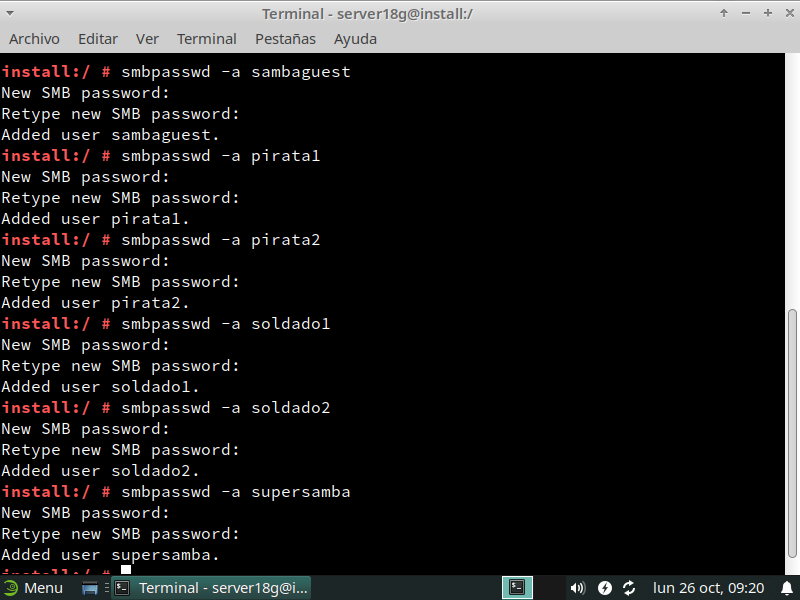 Terminal - server18g@install:/
Archivo Editar Ver Terminal Pestañas Ayuda
install:/ # smbpasswd -a sambaguest
New SMB password:
Retype new SMB password:
Added user sambaguest.
install:/ # smbpasswd -a pirata1
New SMB password:
Retype new SMB password:
Added user pirata1.
install:/ # smbpasswd -a pirata2
New SMB password:
Retype new SMB password:
Added user pirata2.
install:/ # smbpasswd -a soldado1
New SMB password:
Retype new SMB password:
Added user soldado1.
install:/ # smbpasswd -a soldado2
New SMB password:
Retype new SMB password:
Added user soldado2.
install:/ # smbpasswd -a supersamba
New SMB password:
Retype new SMB password:
Added user supersamba.
install:/ #
Menu Terminal - server18g@i... lun 26 oct, 09:20